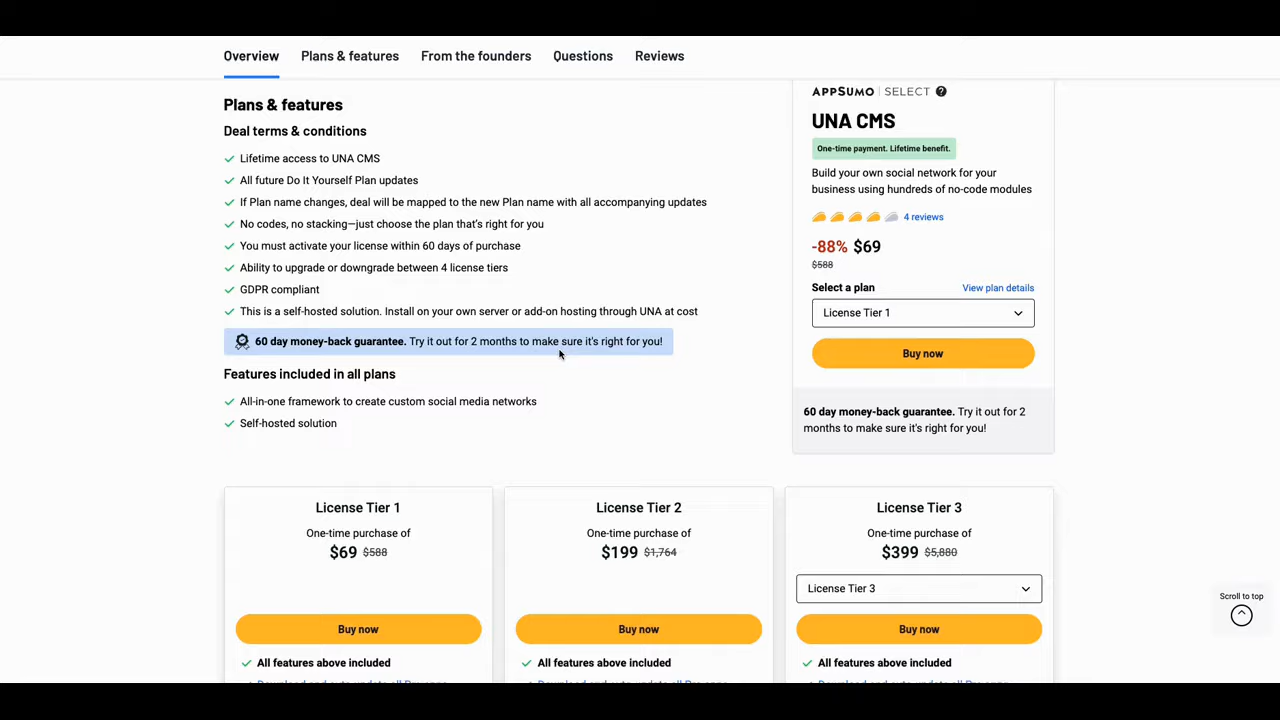 Overview
Plans & features
From the founders
Questions
Reviews
Plans & features
Deal terms & conditions
Lifetime access to UNA CMS
All future Do It Yourself Plan updates
If Plan name changes, deal will be mapped to the new Plan name with all accompanying updates
No codes, no stacking—just choose the plan that's right for you
You must activate your license within 60 days of purchase
Ability to upgrade or downgrade between 4 license tiers
GDPR compliant
This is a self-hosted solution. Install on your own server or add-on hosting through UNA at cost
60 day money-back guarantee. Try it out for 2 months to make sure it's right for you!
Features included in all plans
All-in-one framework to create custom social media networks
Self-hosted solution
APPSUMO | SELECT ?
UNA CMS
One-time payment. Lifetime benefit.
Build your own social network for your
business using hundreds of no-code modules
4 reviews
-88% $69
$588
Select a plan
View plan details
License Tier 1
Buy now
60 day money-back guarantee. Try it out for 2
months to make sure it's right for you!
License Tier 1
One-time purchase of
$69 $588
Buy now
All features above included
License Tier 2
One-time purchase of
$199 $1,764
Buy now
All features above included
License Tier 3
One-time purchase of
$399 $5,880
License Tier 3
Buy now
All features above included
Scroll to top